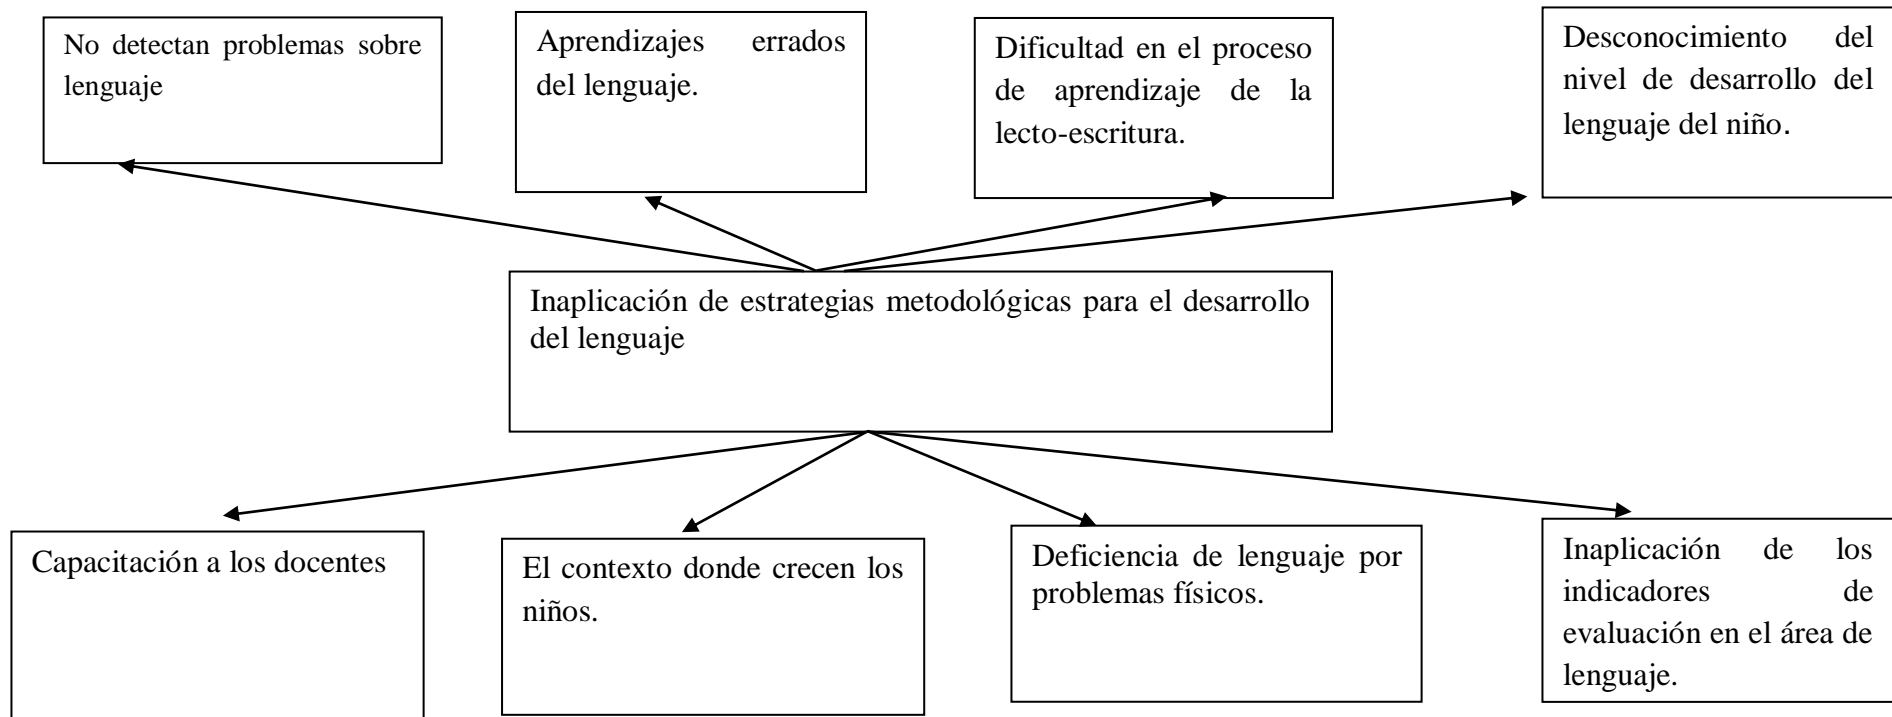 No detectan problemas sobre
lenguaje
Aprendizajes errados
del lenguaje.
Dificultad en el proceso
de aprendizaje de la
lecto-escritura.
Desconocimiento del
nivel de desarrollo del
lenguaje del niño.
Inaplicación de estrategias metodológicas para el desarrollo
del lenguaje
Capacitación a los docentes
El contexto donde crecen los
niños.
Deficiencia de lenguaje por
problemas físicos.
Inaplicación de los
indicadores de
evaluación en el área de
lenguaje.